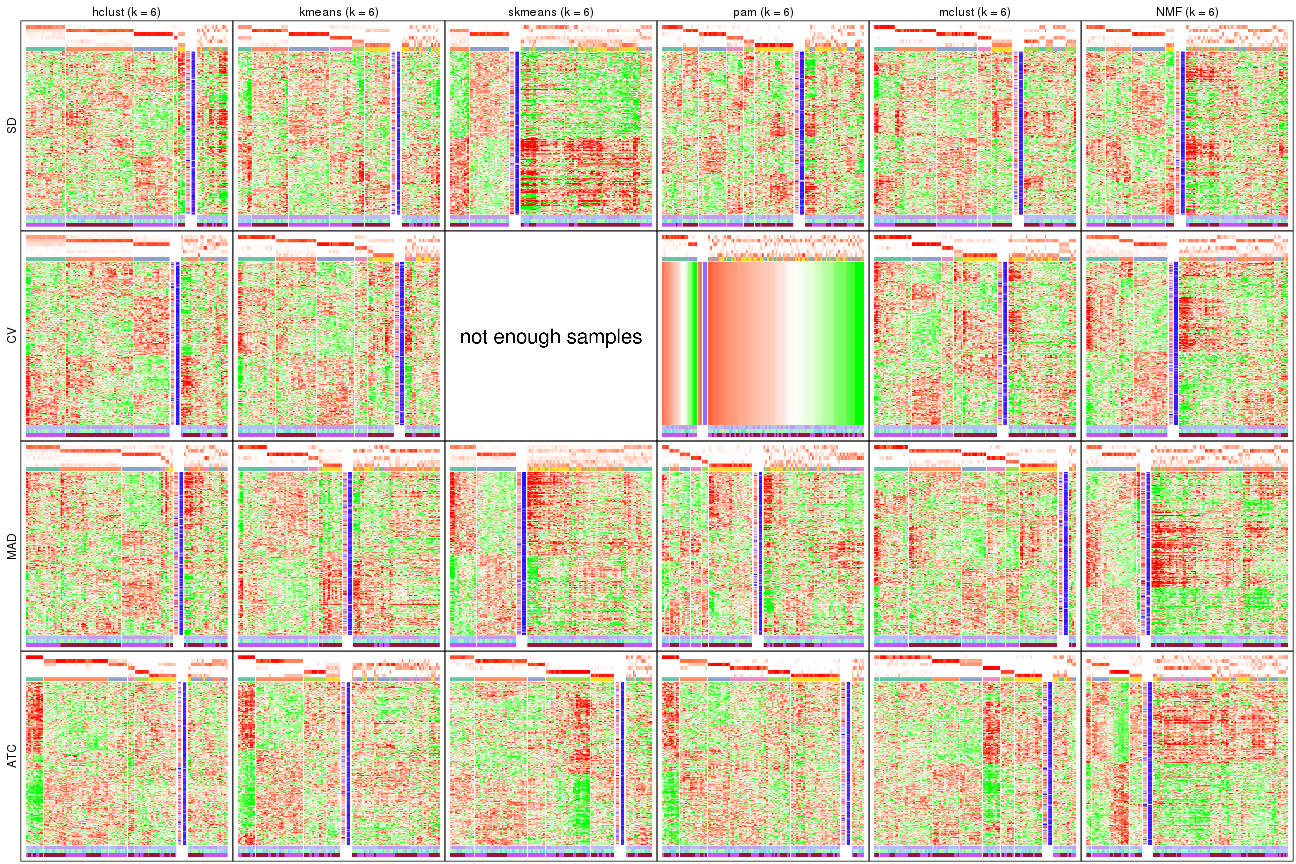 hclust (k = 6) kmeans (k = 6) skmeans (k = 6) pam (k = 6) mclust (k = 6) NMF (k = 6)
SD
CV
not enough samples
MAD
ATC